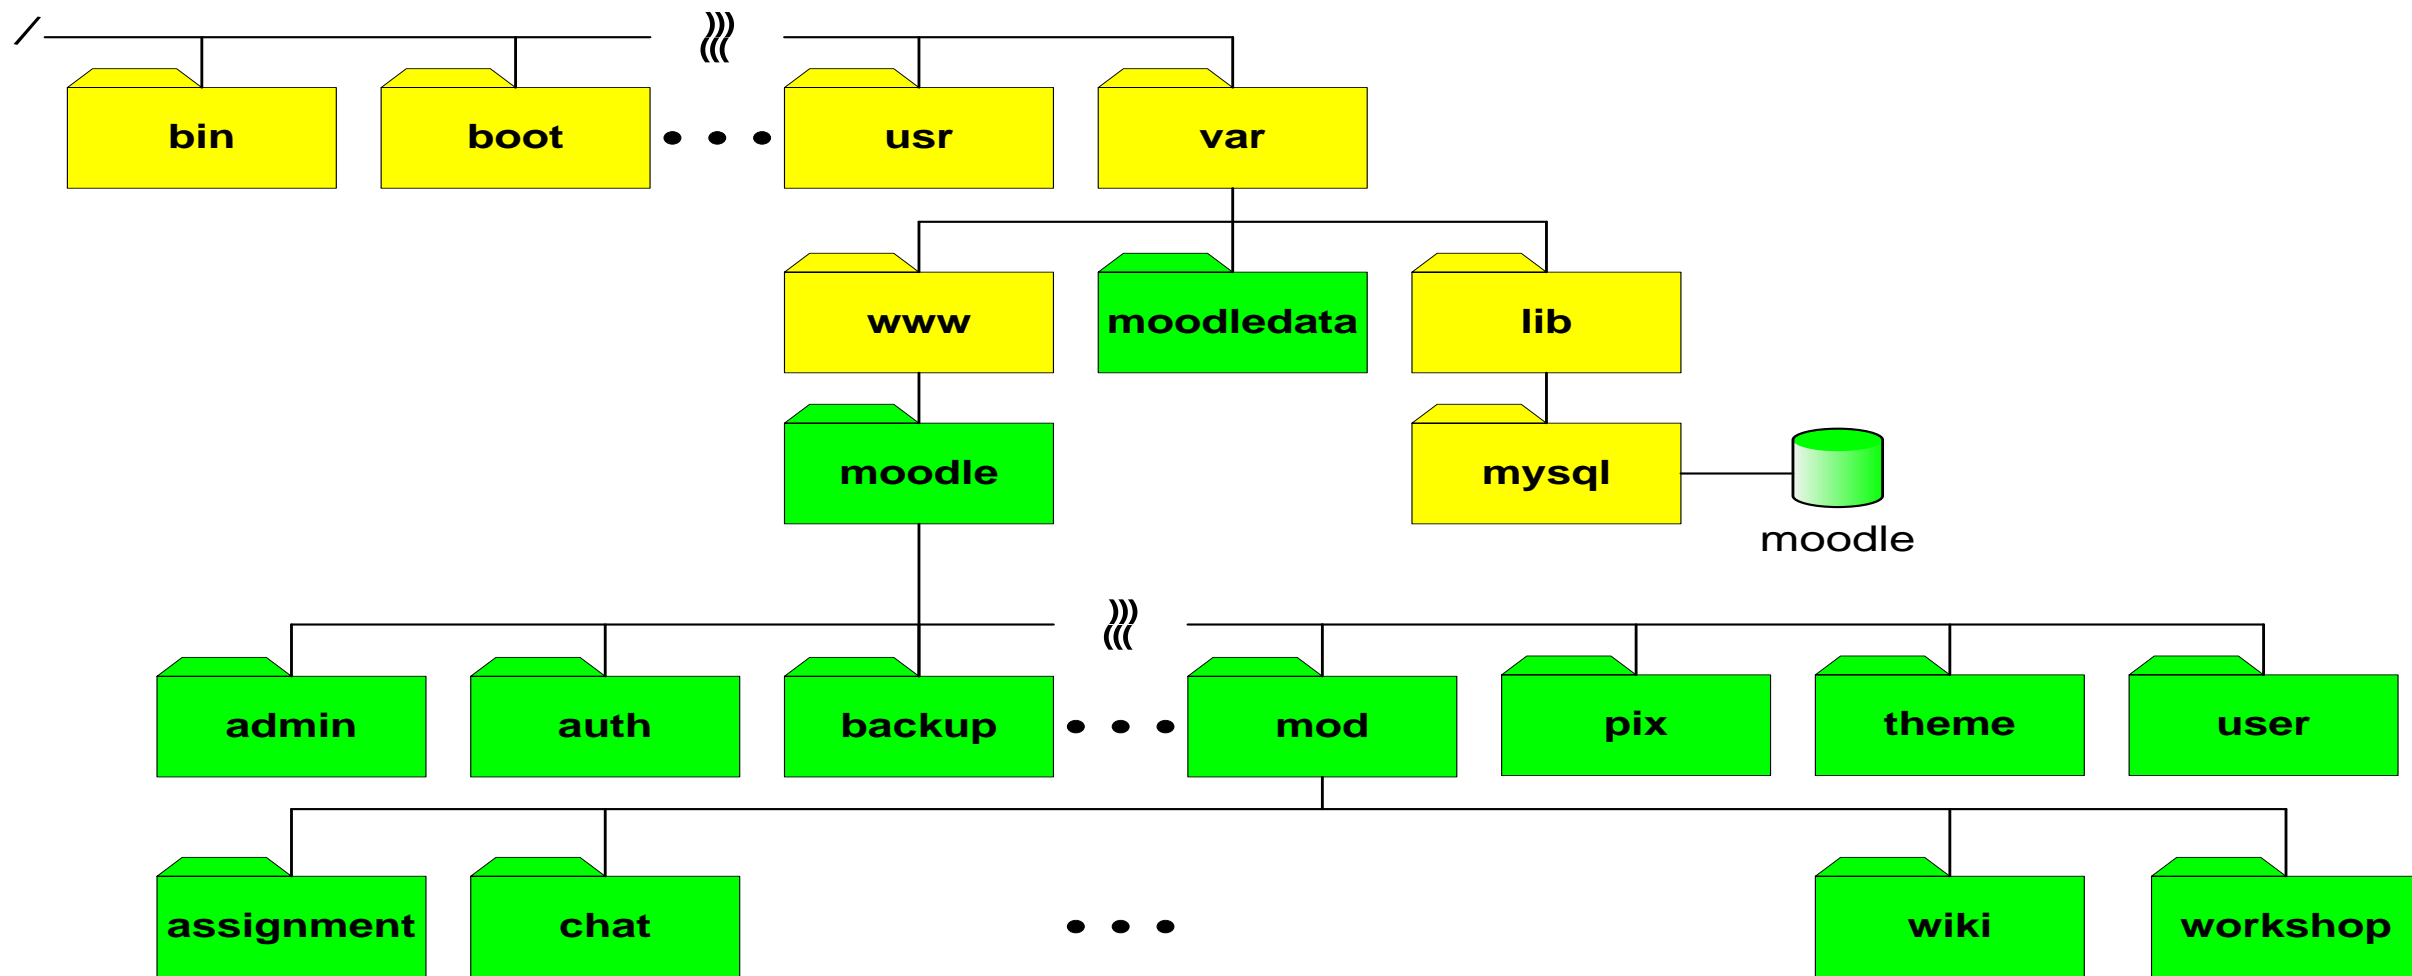 /
bin boot usr var
www moodledata lib
moodle mysql
moodle
admin auth backup mod pix theme user
assignment chat wiki workshop